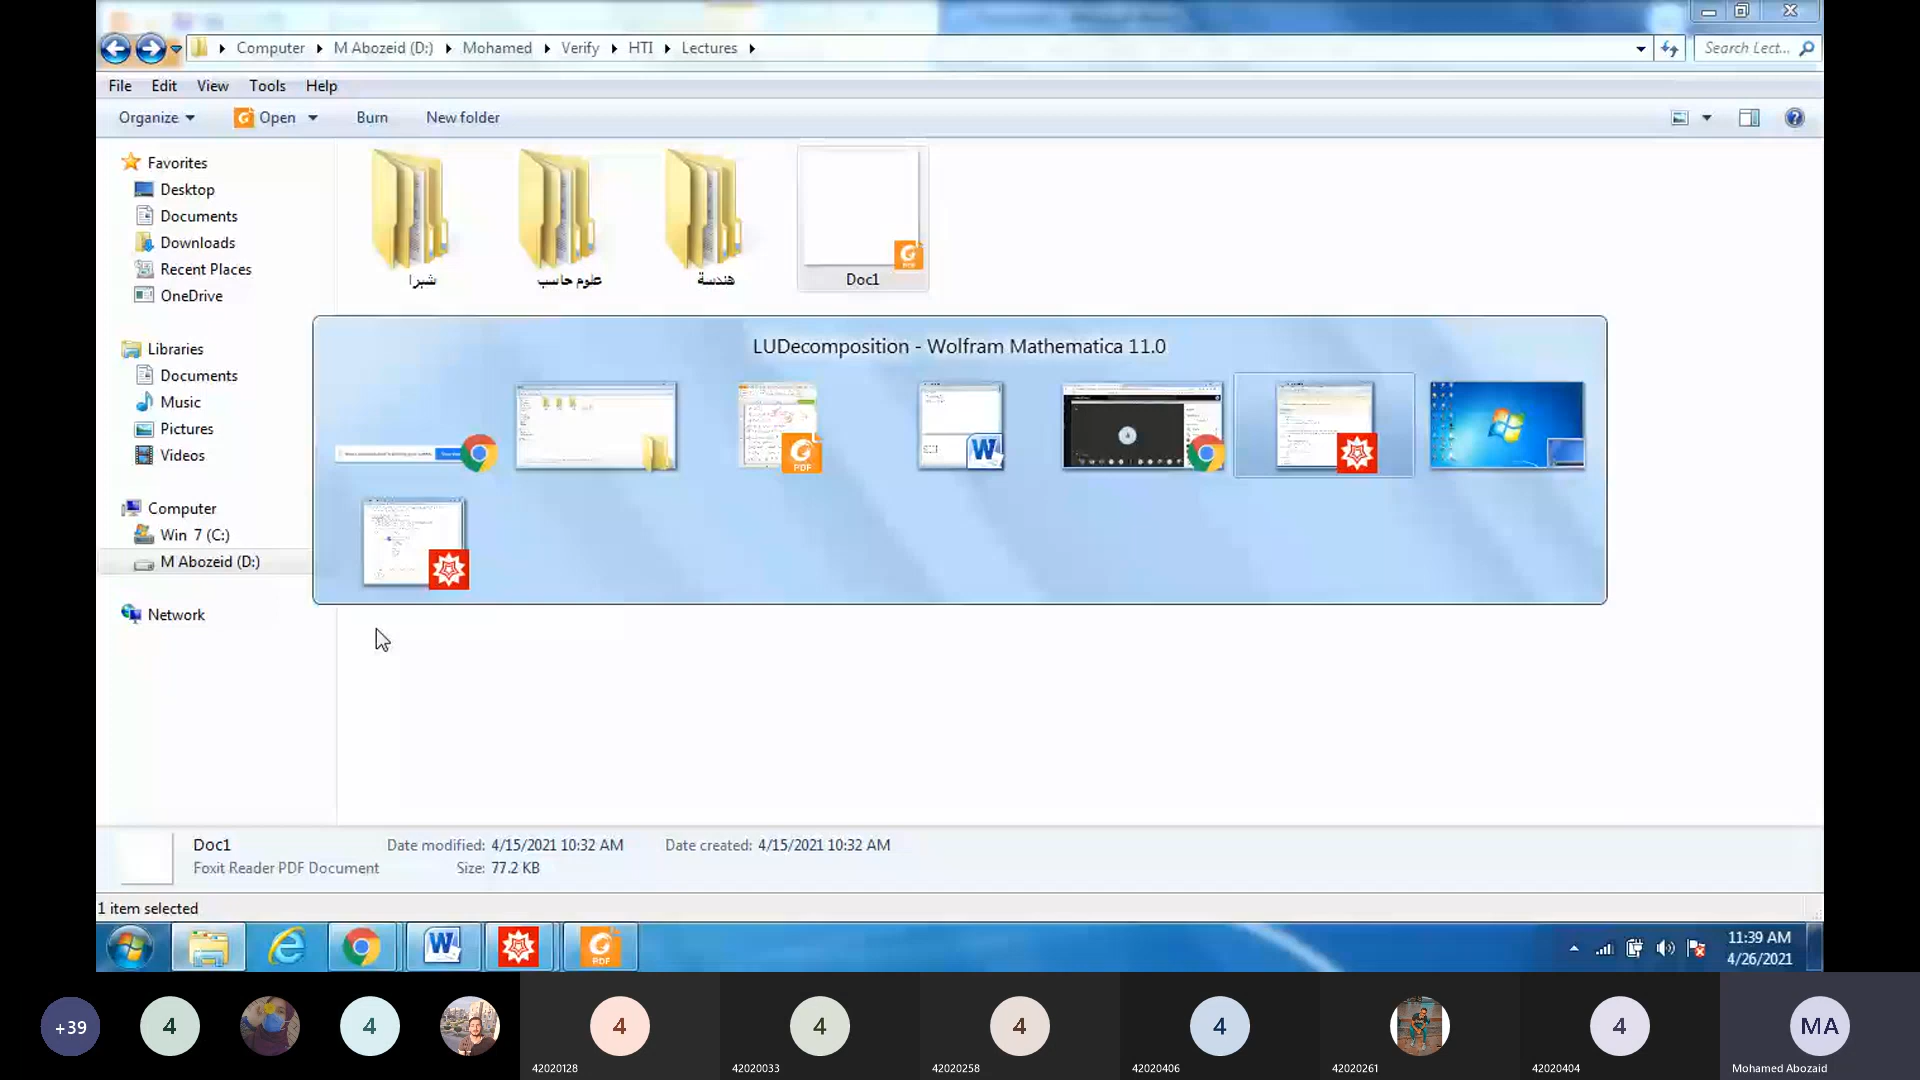 Computer
M Abozeid (D:)
Mohamed
Verify
HTI
Lectures
Search Lect...
File
Edit
View
Tools
Help
Organize
Open
Burn
New folder
Favorites
Desktop
Documents
Downloads
Recent Places
OneDrive
Libraries
Documents
Music
Pictures
Videos
Computer
Win 7 (C:)
M Abozeid (D:)
Network
شبرا
علوم حاسب
هندسة
Doc1
LUDecomposition - Wolfram Mathematica 11.0
PDF
W
Doc1
Date modified: 4/15/2021 10:32 AM
Date created: 4/15/2021 10:32 AM
Foxit Reader PDF Document
Size: 77.2 KB
1 item selected
W
PDF
11:39 AM
4/26/2021
+39
4
4
4
4
4
4
4
MA
42020128
42020033
42020258
42020406
42020261
42020404
Mohamed Abozaid